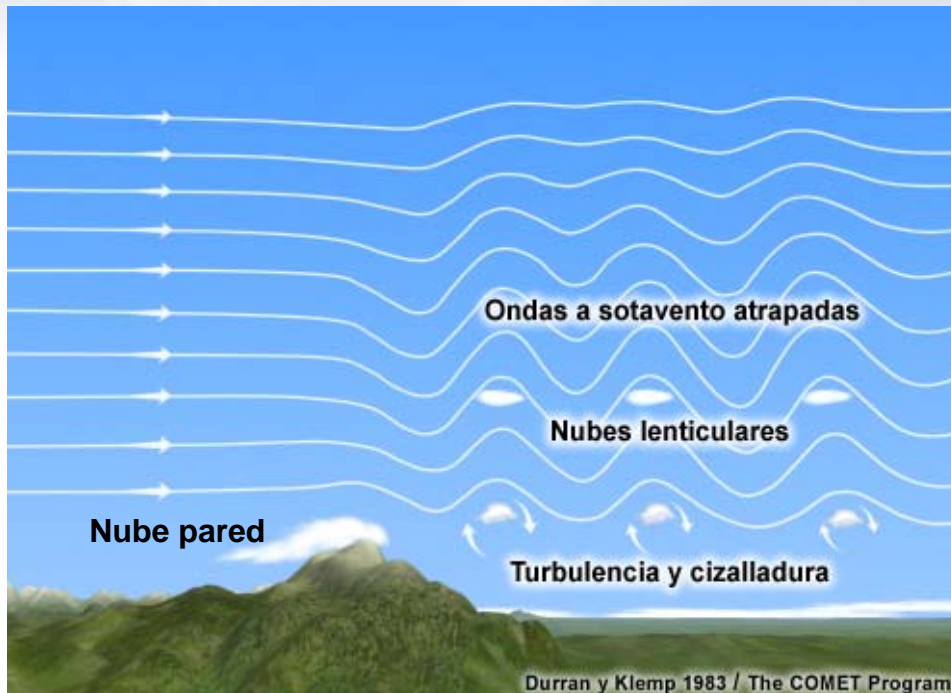 Ondas a sotavento atrapadas
Nubes lenticulares
Nube pared
Turbulencia y cizalladura
Durran y Klemp 1983 / The COMET Program